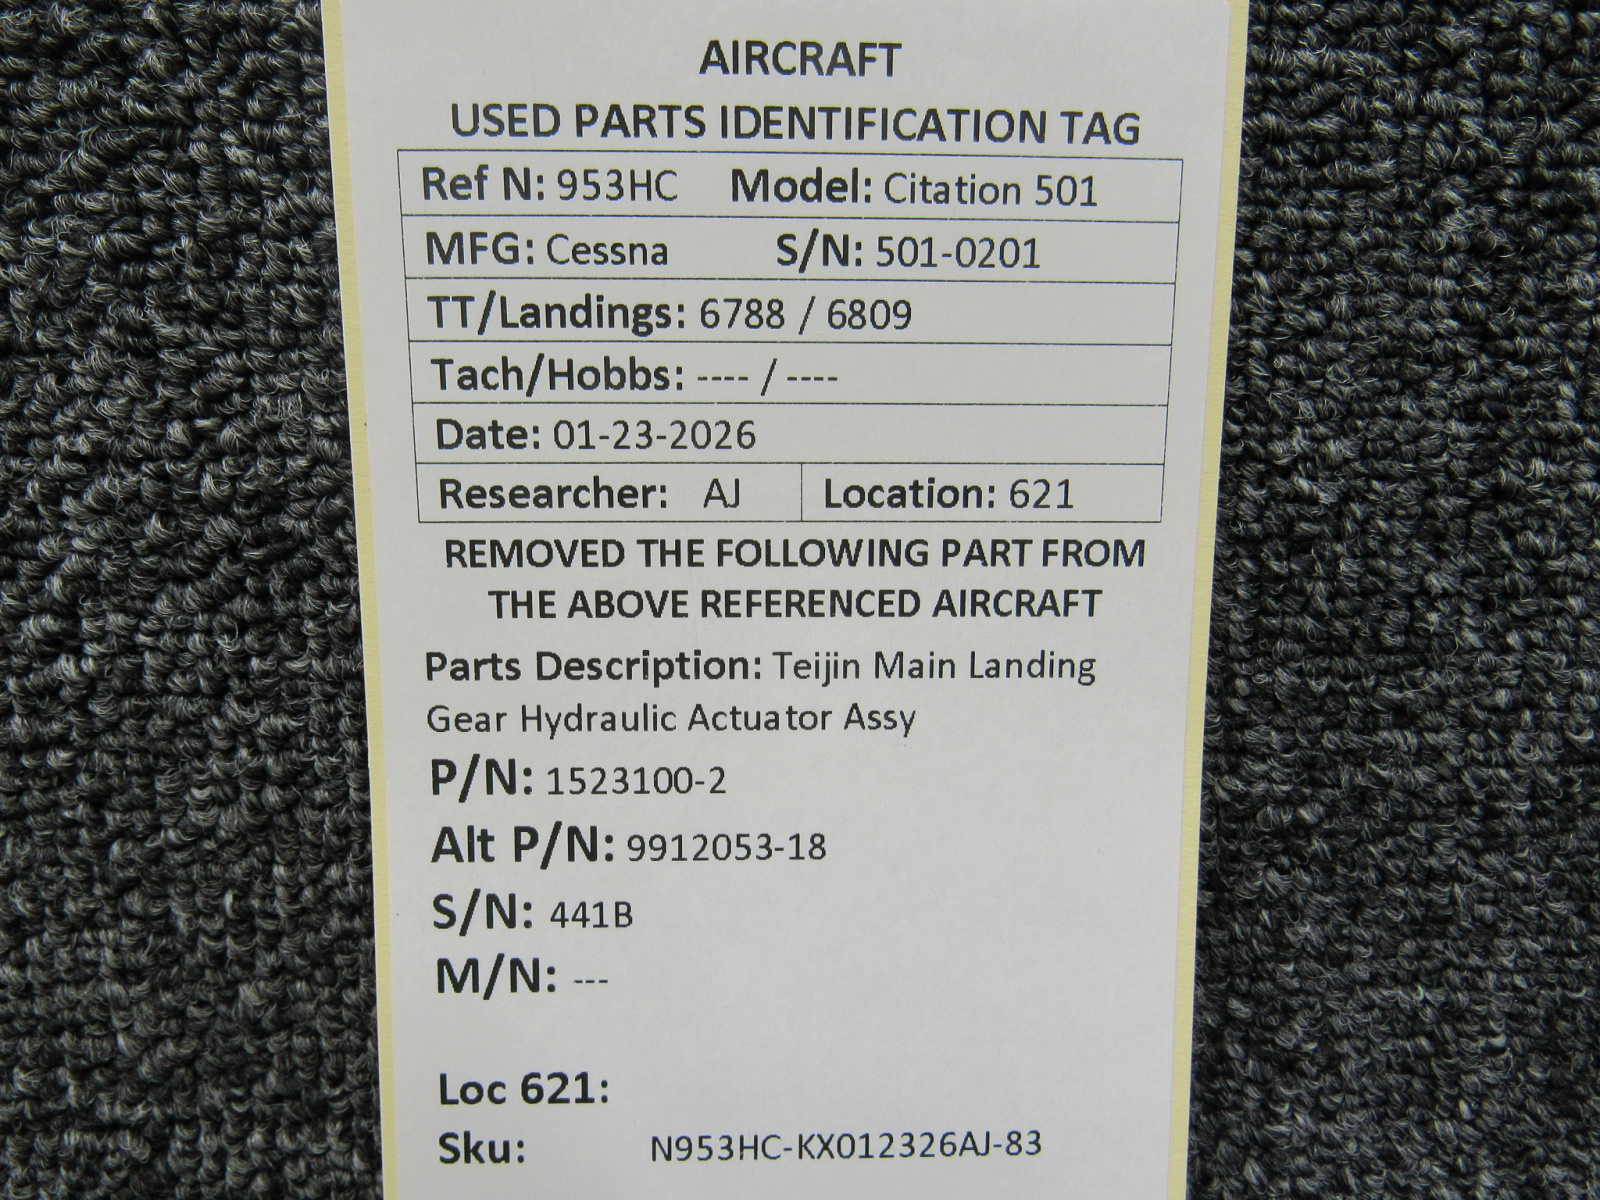 AIRCRAFT
USED PARTS IDENTIFICATION TAG
Ref N: 953HC Model: Citation 501
MFG: Cessna S/N: 501-0201
TT/Landings: 6788 / 6809
Tach/Hobbs: ---- / ----
Date: 01-23-2026
Researcher: AJ Location: 621
REMOVED THE FOLLOWING PART FROM
THE ABOVE REFERENCED AIRCRAFT
Parts Description: Teijin Main Landing
Gear Hydraulic Actuator Assy
P/N: 1523100-2
Alt P/N: 9912053-18
S/N: 441B
M/N: ---
Loc 621:
Sku: N953HC-KX012326AJ-83